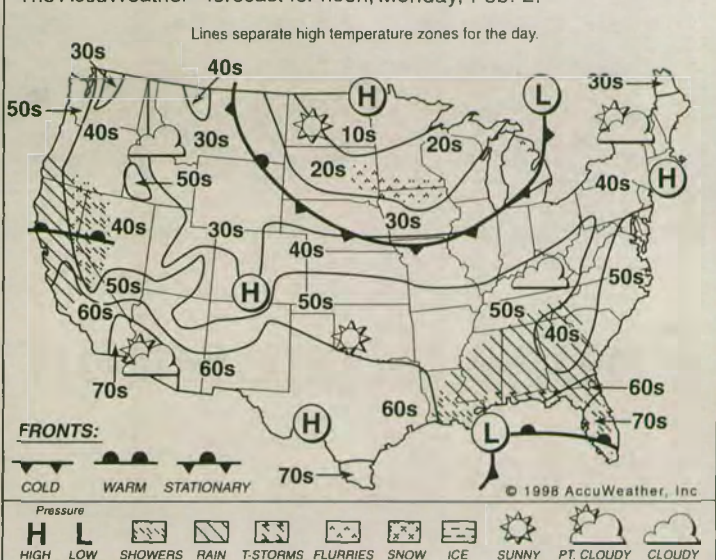 The AccuWeather® forecast for noon, Monday, Feb. 2.
Lines separate high temperature zones for the day.
30s
40s
50s
40s
30s
H
L
30s
10s
20s
20s
50s
40s
H
40s
30s
30s
40s
50s
50s
H
50s
60s
50s
40s
70s
60s
60s
70s
60s
H
L
70s
FRONTS:
COLD WARM STATIONARY
© 1998 AccuWeather, Inc
Pressure
H L
HIGH LOW SHOWERS RAIN T-STORMS FLURRIES SNOW ICE SUNNY PT. CLOUDY CLOUDY